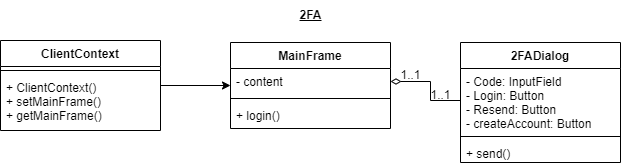 2FA
ClientContext
+ ClientContext()
+ setMainFrame()
+ getMainFrame()
MainFrame
- content
+ login()
1..1
1..1
2FADialog
- Code: InputField
- Login: Button
- Resend: Button
- createAccount: Button
+ send()